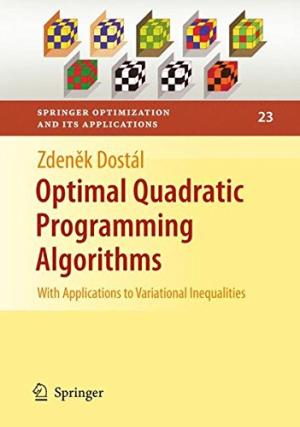 SPRINGER OPTIMIZATION
AND ITS APPLICATIONS
23
Zdeněk Dostál
Optimal Quadratic
Programming
Algorithms
With Applications to Variational Inequalities
Springer